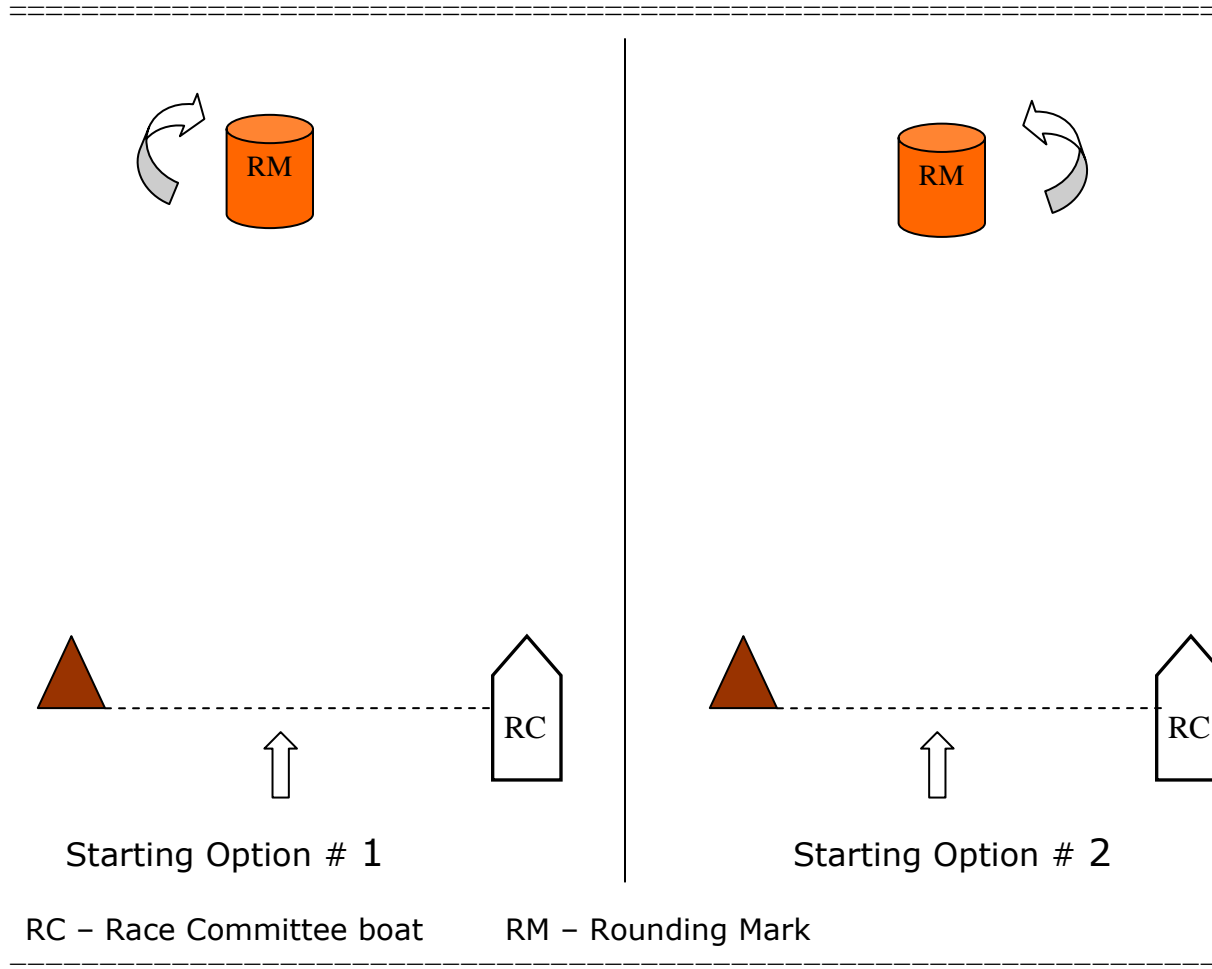 RM
RM
RC
RC
Starting Option # 1
Starting Option # 2
RC – Race Committee boat
RM – Rounding Mark